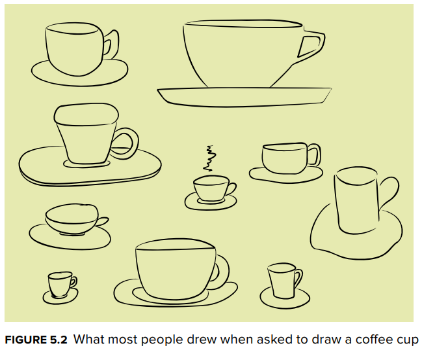 FIGURE 5.2 What most people drew when asked to draw a coffee cup